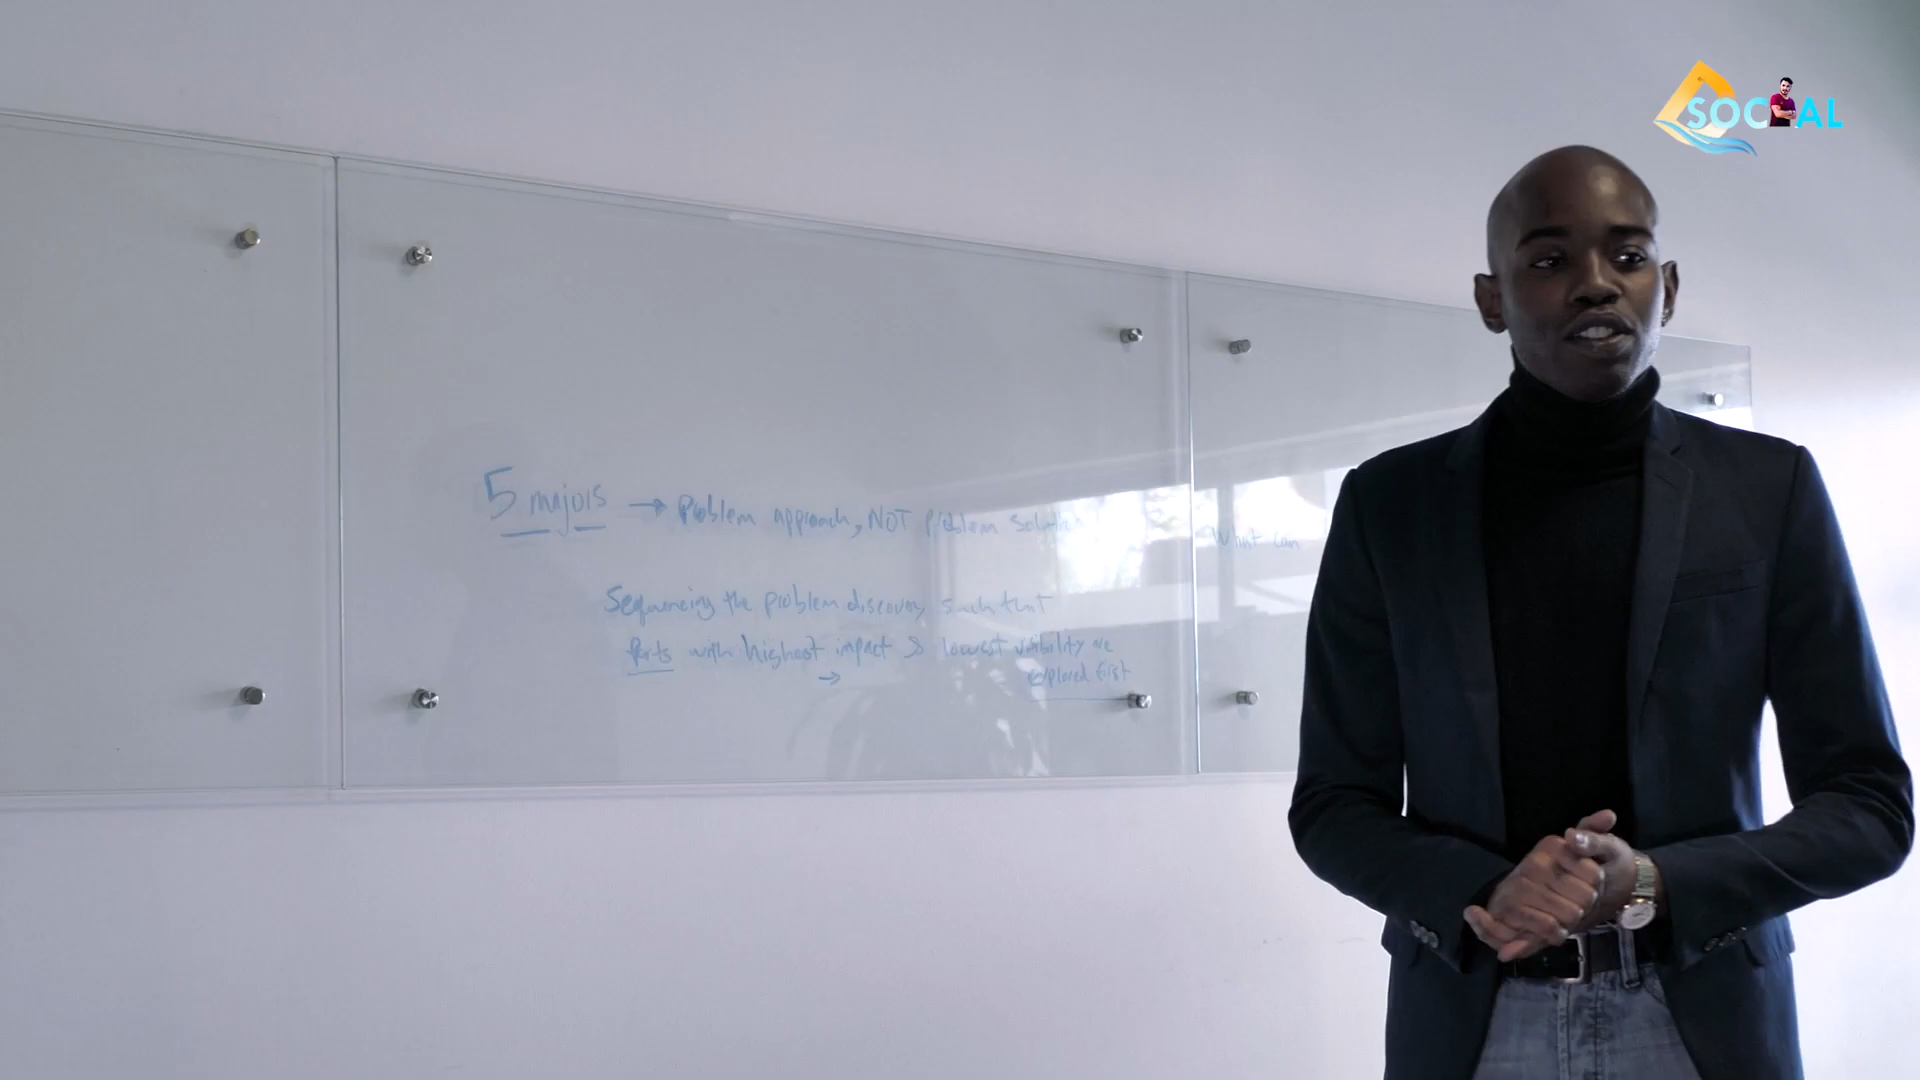 SOCIAL
5 majors → Problem approach, NOT problem solution
What can
Sequencing the problem discovery such that
Parts with highest impact & lowest visibility are
→ explored first